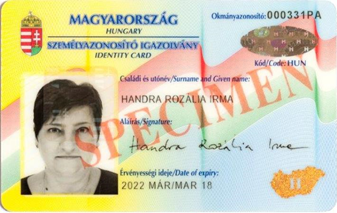 MAGYARORSZÁG
HUNGARY
Okmányazonosító: 000331PA
SZEMÉLYAZONOSÍTÓ IGAZOLVÁNY
IDENTITY CARD
Kód/Code: HUN
Családi és utónév/Surname and Given name:
HANDRA ROZÁLIA IRMA
SPECIMEN
Aláírás/Signature:
Handra Rozália Irma
Érvényességi ideje/Date of expiry:
2022 MÁR/MAR 18